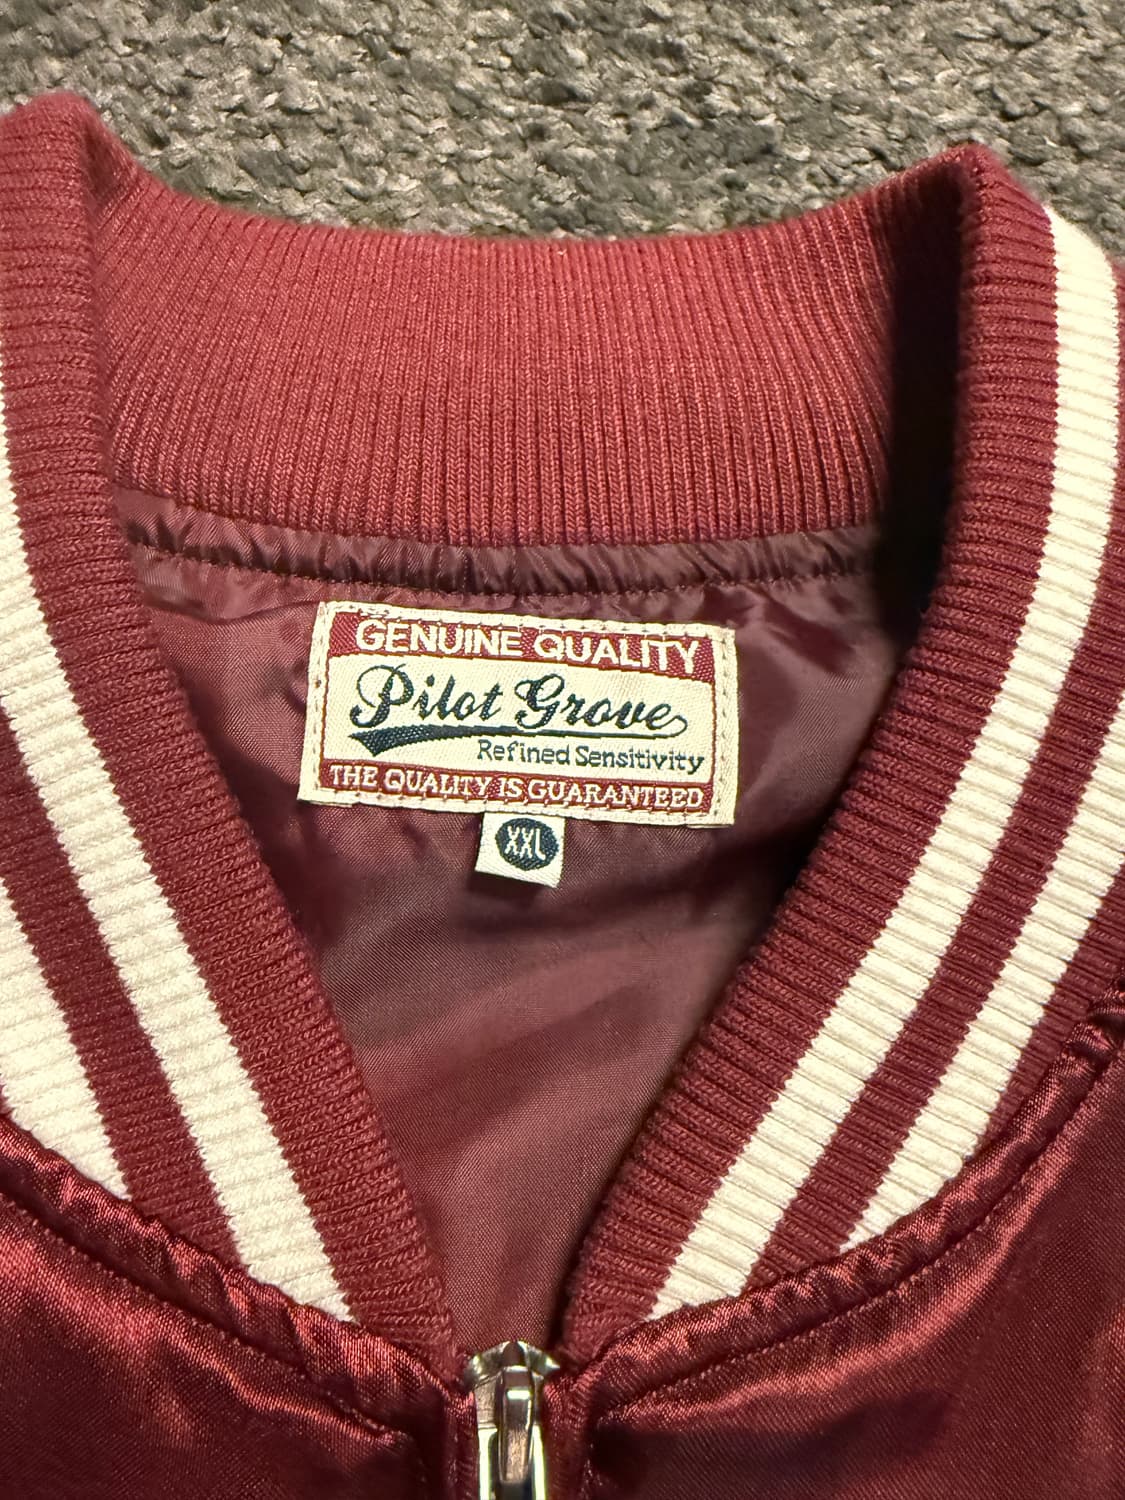 GENUINE QUALITY
Pilot Grove
Refined Sensitivity
THE QUALITY IS GUARANTEED
XXL